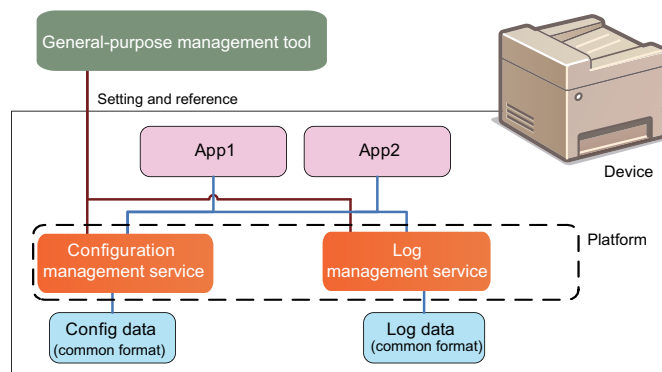 General-purpose management tool
Setting and reference
App1
App2
Device
Configuration
management service
Log
management service
Platform
Config data
(common format)
Log data
(common format)